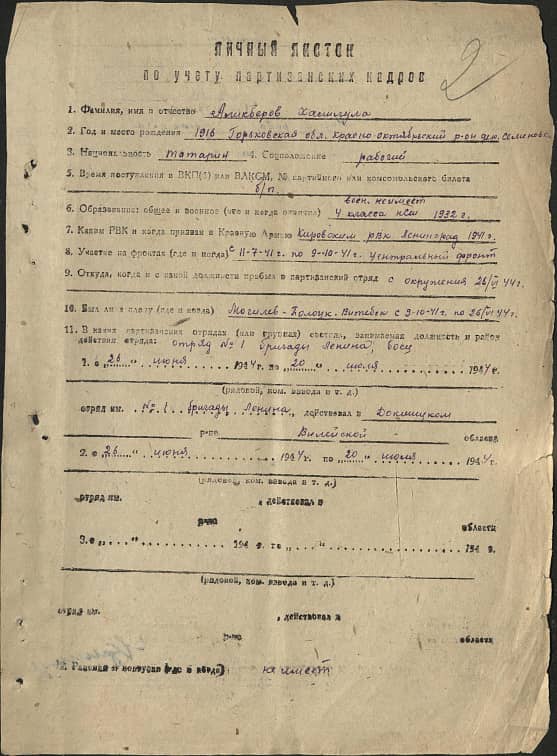 2
ЛИЧНЫЙ ЛИСТОК
по учету партизанских кадров
1. Фамилия, имя и отчество Аликберов Хасигула
2. Год и место рождения 1916 Горьковская обл. Красно-октябрьский р-он дер. Семеновка
3. Национальность татарин 4. Соцположение рабочий
5. Время поступления в ВКП(б) или ВЛКСМ, № партийного или комсомольского билета
б/п.
воен. неимеет
6. Образование: общее и военное (что и когда окончил) 4 класса нсш 1932 г.
7. Каким РВК и когда призван в Красную Армию Кировским рвк Ленинград 1941 г.
8. Участие на фронтах (где и когда) с 11-7-41 г. по 9-10-41 г. центральный фронт
9. Откуда, когда и с какой должности прибыл в партизанский отряд с окружения 26/VI 44 г.
10. Был ли в плену (где и когда) Могилев-Полоцк-Витебск с 9-10-41 г. по 26/VI 44 г.
11. В каких партизанских отрядах (или группах) состоял, занимаемая должность и район
действия отряда: отряд № 1 бригады Ленина, боец
1. с "26" июня 1944 г. по "20" июля 1944 г.
(рядовой, ком. взвода и т. д.)
отряд им. № 1 бригады Ленина, действовал в Докшицком
р-не Вилейской области
2. с "26" июня 1944 г. по "20" июля 1944 г.
(рядовой, ком. взвода и т. д.)
отряд им. , действовал в
р-не области
3. с " " 194 г. по " " 194 г.
(рядовой, ком. взвода и т. д.)
отряд им. , действовал в
р-не области
12. Ранения и контузии (где и когда) не имеет